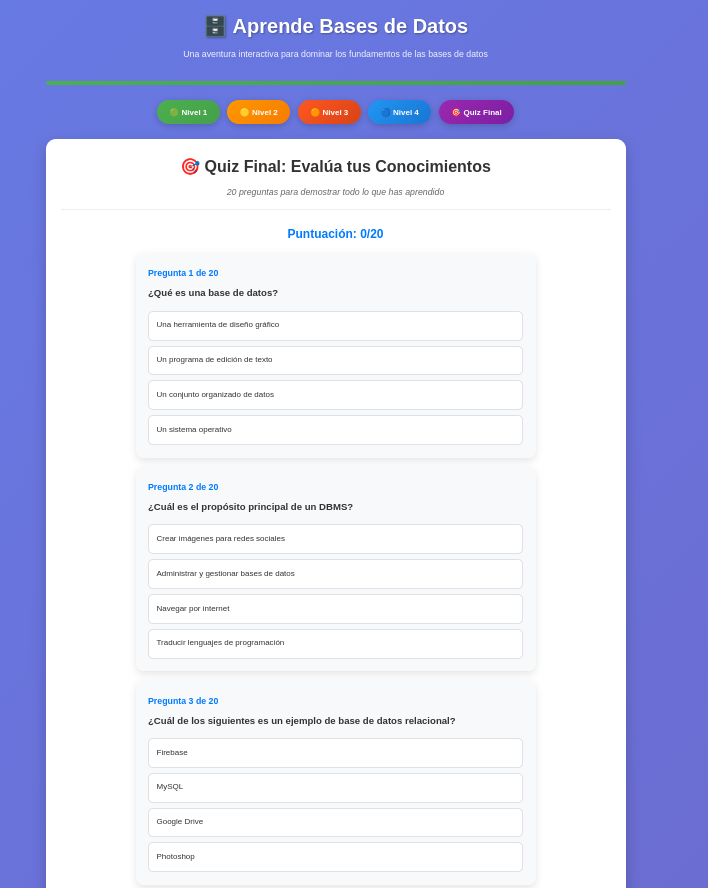 🗄️ Aprende Bases de Datos
Una aventura interactiva para dominar los fundamentos de las bases de datos
🟢 Nivel 1 🟡 Nivel 2 🟠 Nivel 3 🔵 Nivel 4 🎯 Quiz Final
🎯 Quiz Final: Evalúa tus Conocimientos
20 preguntas para demostrar todo lo que has aprendido
Puntuación: 0/20
Pregunta 1 de 20
¿Qué es una base de datos?
Una herramienta de diseño gráfico
Un programa de edición de texto
Un conjunto organizado de datos
Un sistema operativo
Pregunta 2 de 20
¿Cuál es el propósito principal de un DBMS?
Crear imágenes para redes sociales
Administrar y gestionar bases de datos
Navegar por internet
Traducir lenguajes de programación
Pregunta 3 de 20
¿Cuál de los siguientes es un ejemplo de base de datos relacional?
Firebase
MySQL
Google Drive
Photoshop